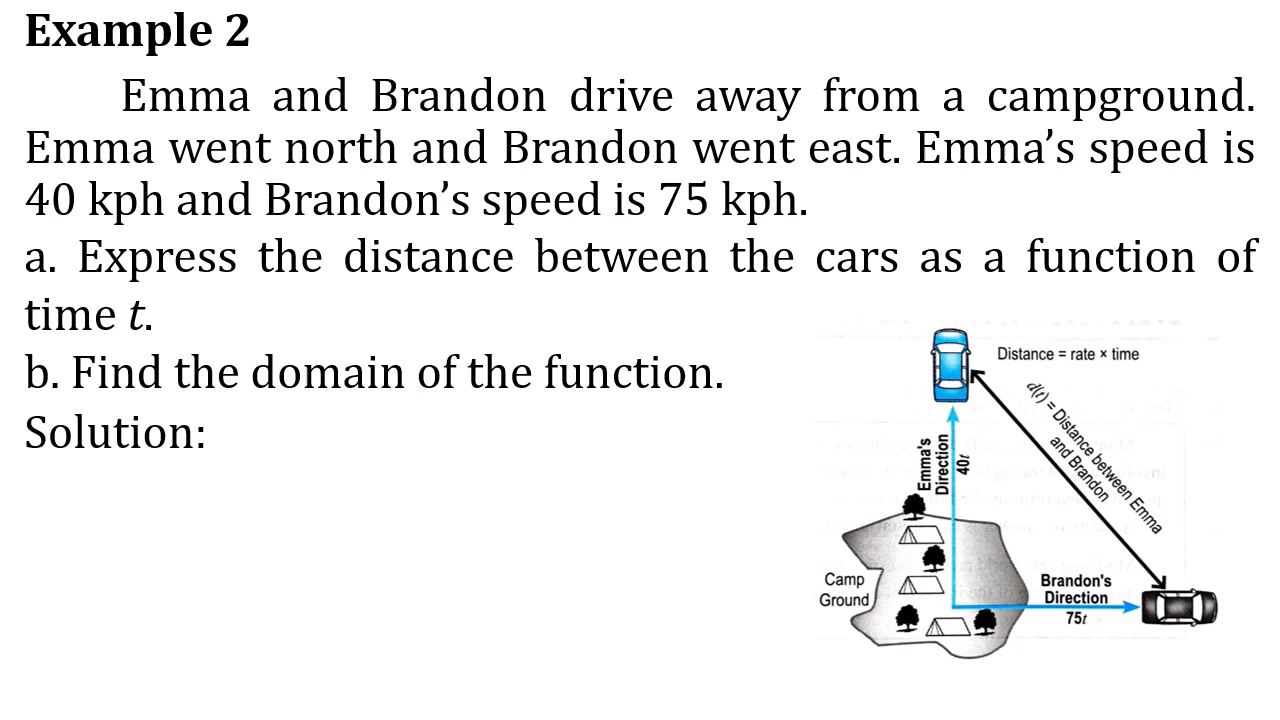 Example 2
Emma and Brandon drive away from a campground.
Emma went north and Brandon went east. Emma’s speed is
40 kph and Brandon’s speed is 75 kph.
a. Express the distance between the cars as a function of
time t.
b. Find the domain of the function.
Solution:
Distance = rate × time
d(t) = Distance between Emma
and Brandon
Emma's
Direction
40t
Camp
Ground
Brandon's
Direction
75t